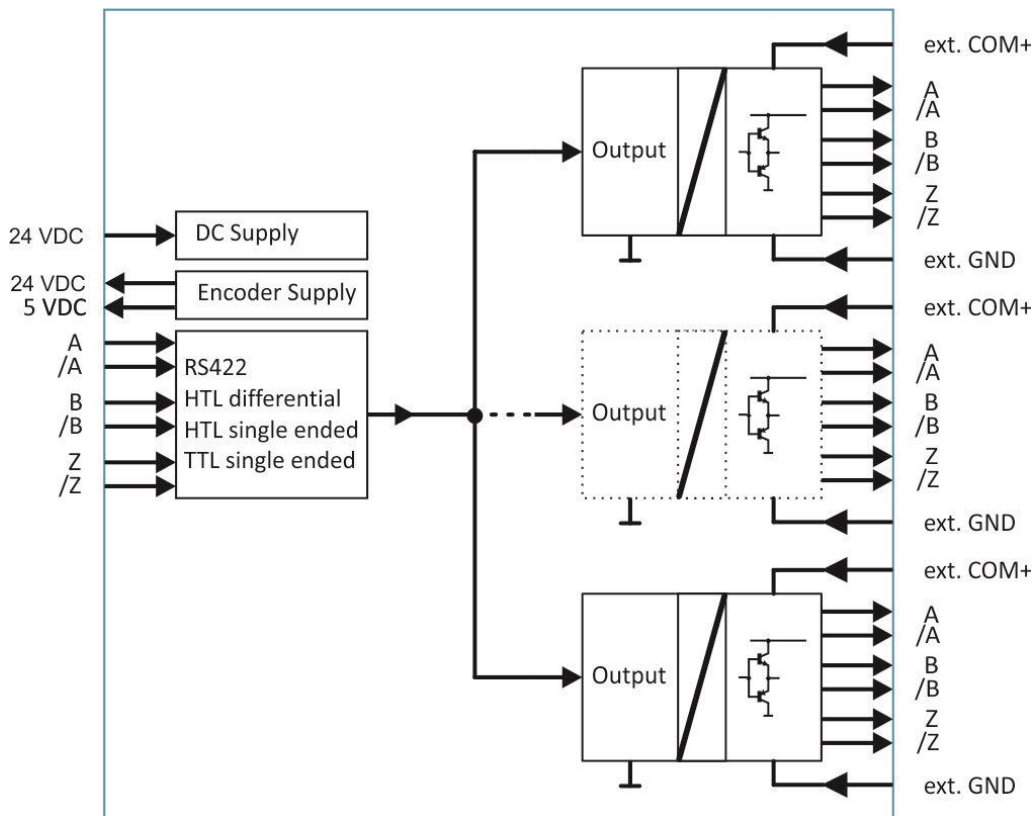 24 VDC
DC Supply
24 VDC
5 VDC
Encoder Supply
A
/A
B
/B
Z
/Z
RS422
HTL differential
HTL single ended
TTL single ended
Output
ext. COM+
A
/A
B
/B
Z
/Z
ext. GND
Output
ext. COM+
A
/A
B
/B
Z
/Z
ext. GND
Output
ext. COM+
A
/A
B
/B
Z
/Z
ext. GND